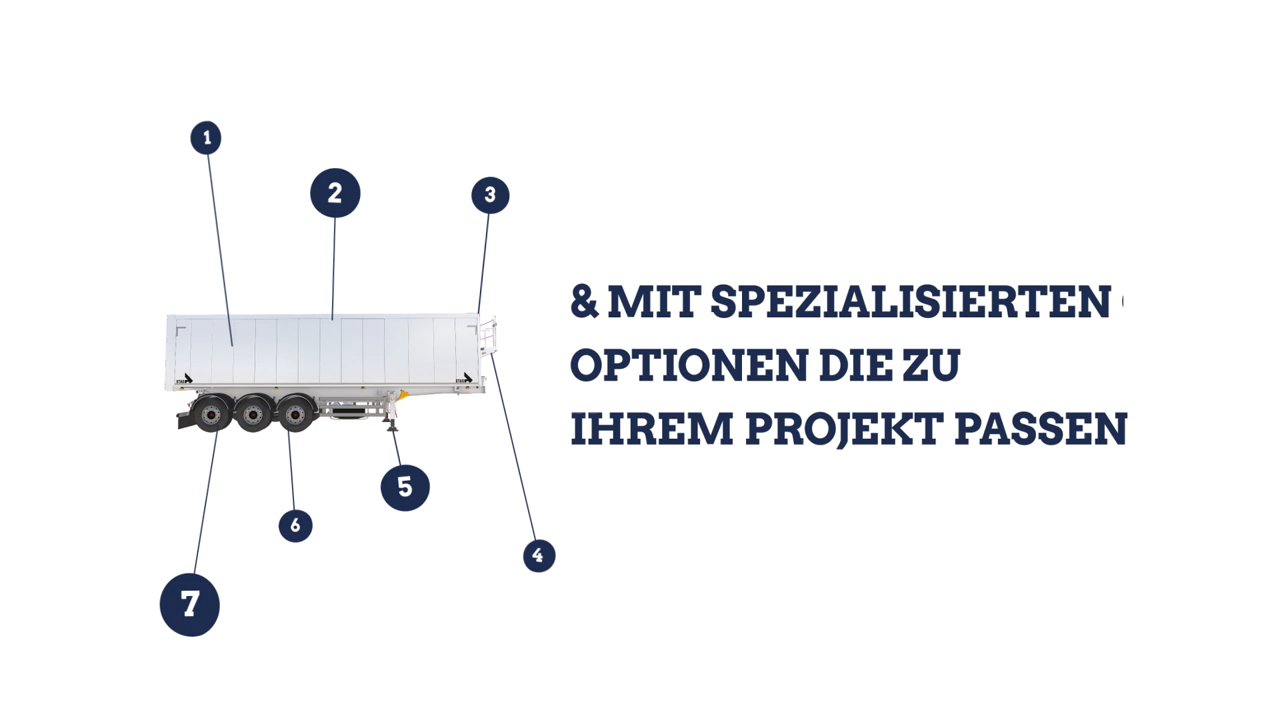 1
2
3
& MIT SPEZIALISIERTEN
OPTIONEN DIE ZU
IHREM PROJEKT PASSEN
5
6
4
7